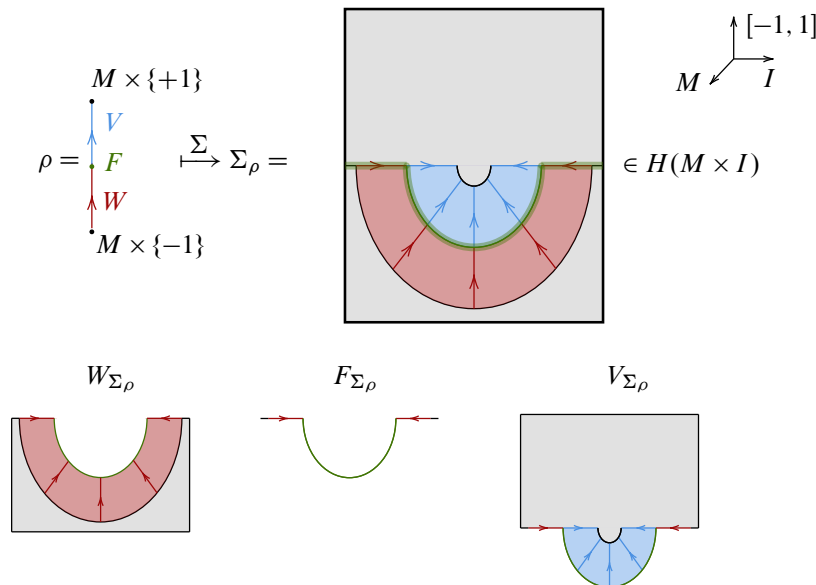 [−1, 1]
M × {+1}
M
I
V
ρ = F ⟼ Σ Σ_ρ = ∈ H(M × I)
W
M × {−1}
W_{Σ_ρ} F_{Σ_ρ} V_{Σ_ρ}